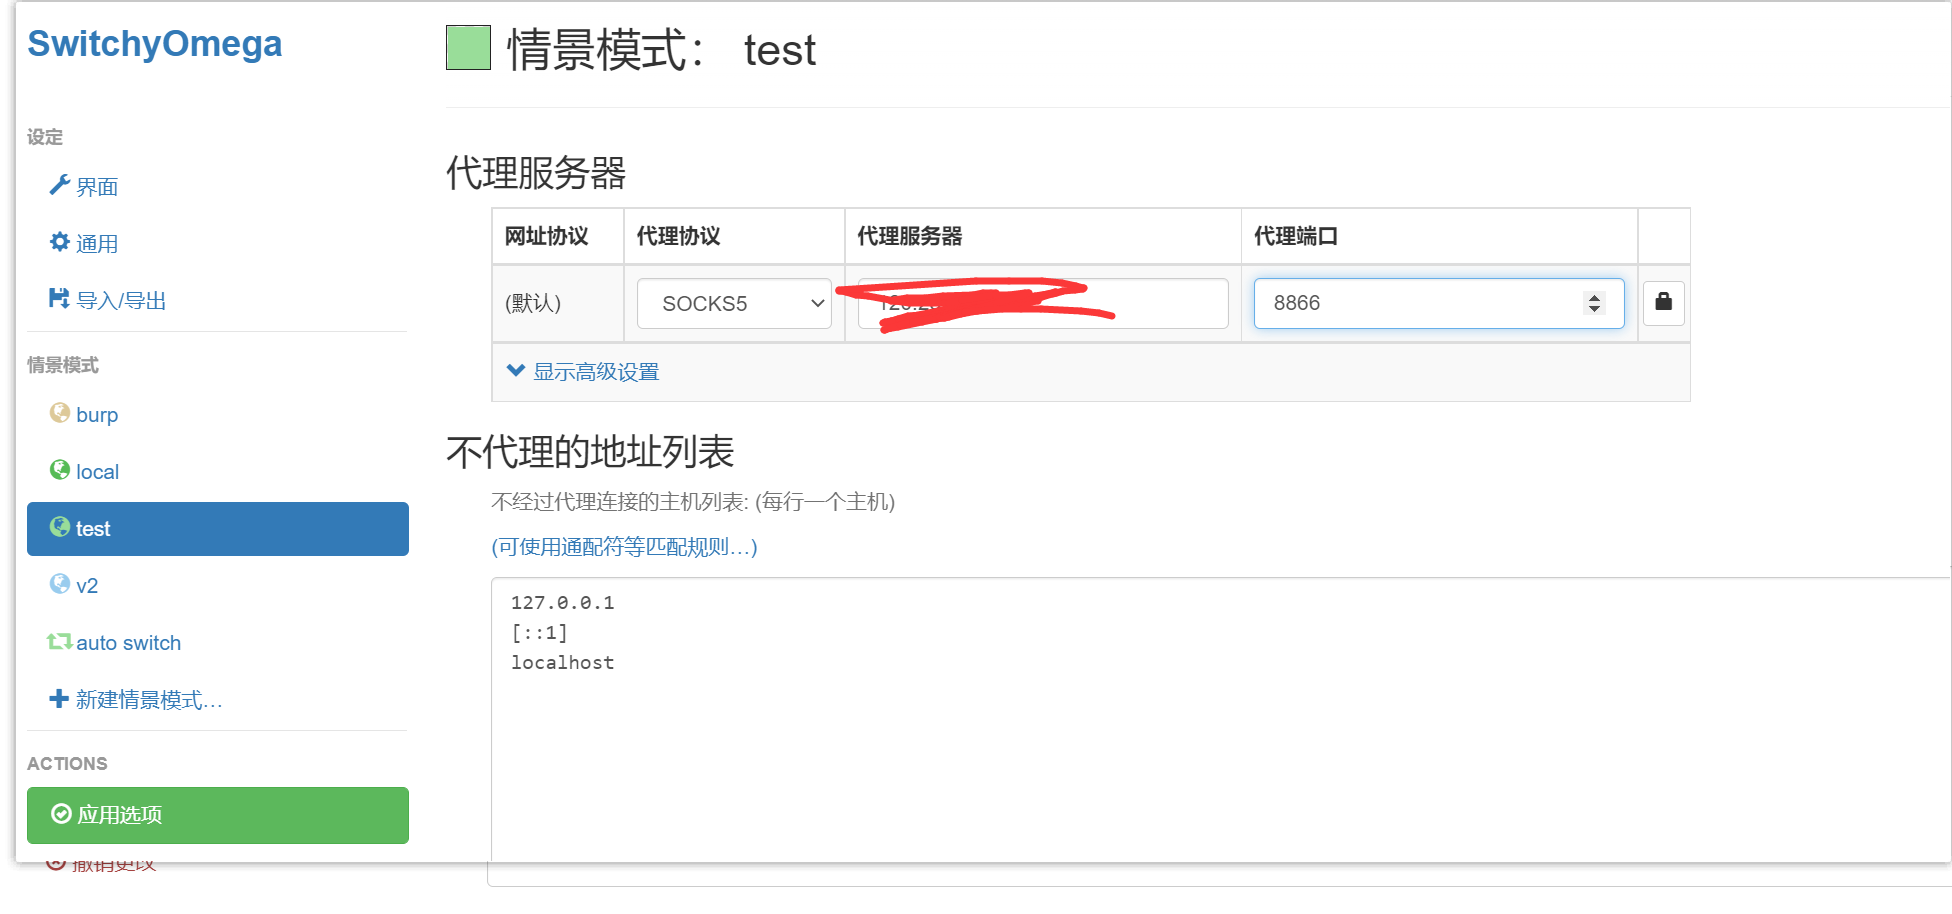 SwitchyOmega
设定
界面
通用
导入/导出
情景模式
burp
local
test
v2
auto switch
新建情景模式…
ACTIONS
应用选项
撤销更改
情景模式： test
代理服务器
网址协议 代理协议 代理服务器 代理端口
(默认) SOCKS5 8866
显示高级设置
不代理的地址列表
不经过代理连接的主机列表: (每行一个主机)
(可使用通配符等匹配规则…)
127.0.0.1
[::1]
localhost